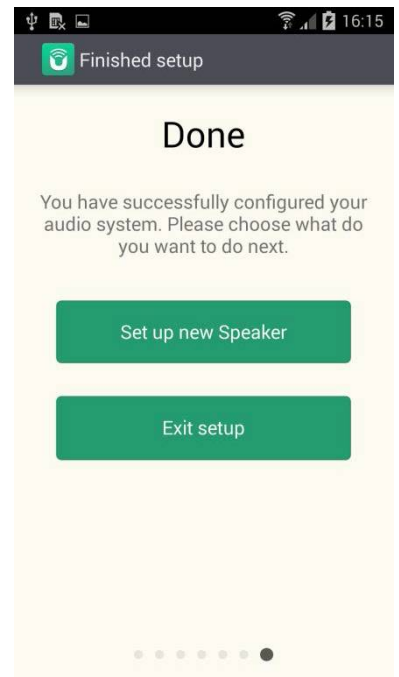 16:15
Finished setup
Done
You have successfully configured your
audio system. Please choose what do
you want to do next.
Set up new Speaker
Exit setup